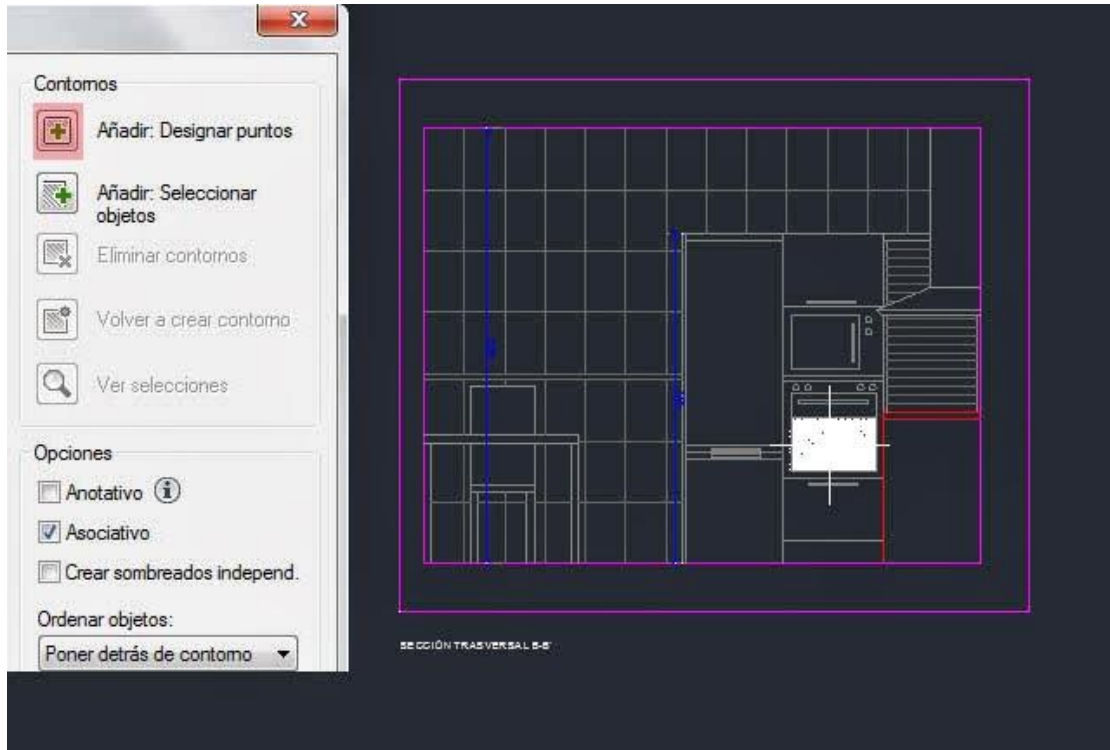 Contornos
Añadir: Designar puntos
Añadir: Seleccionar
objetos
Eliminar contornos
Volver a crear contorno
Ver selecciones
Opciones
Anotativo
Asociativo
Crear sombreados independ.
Ordenar objetos:
Poner detrás de contorno
SECCIÓN TRASVERSAL